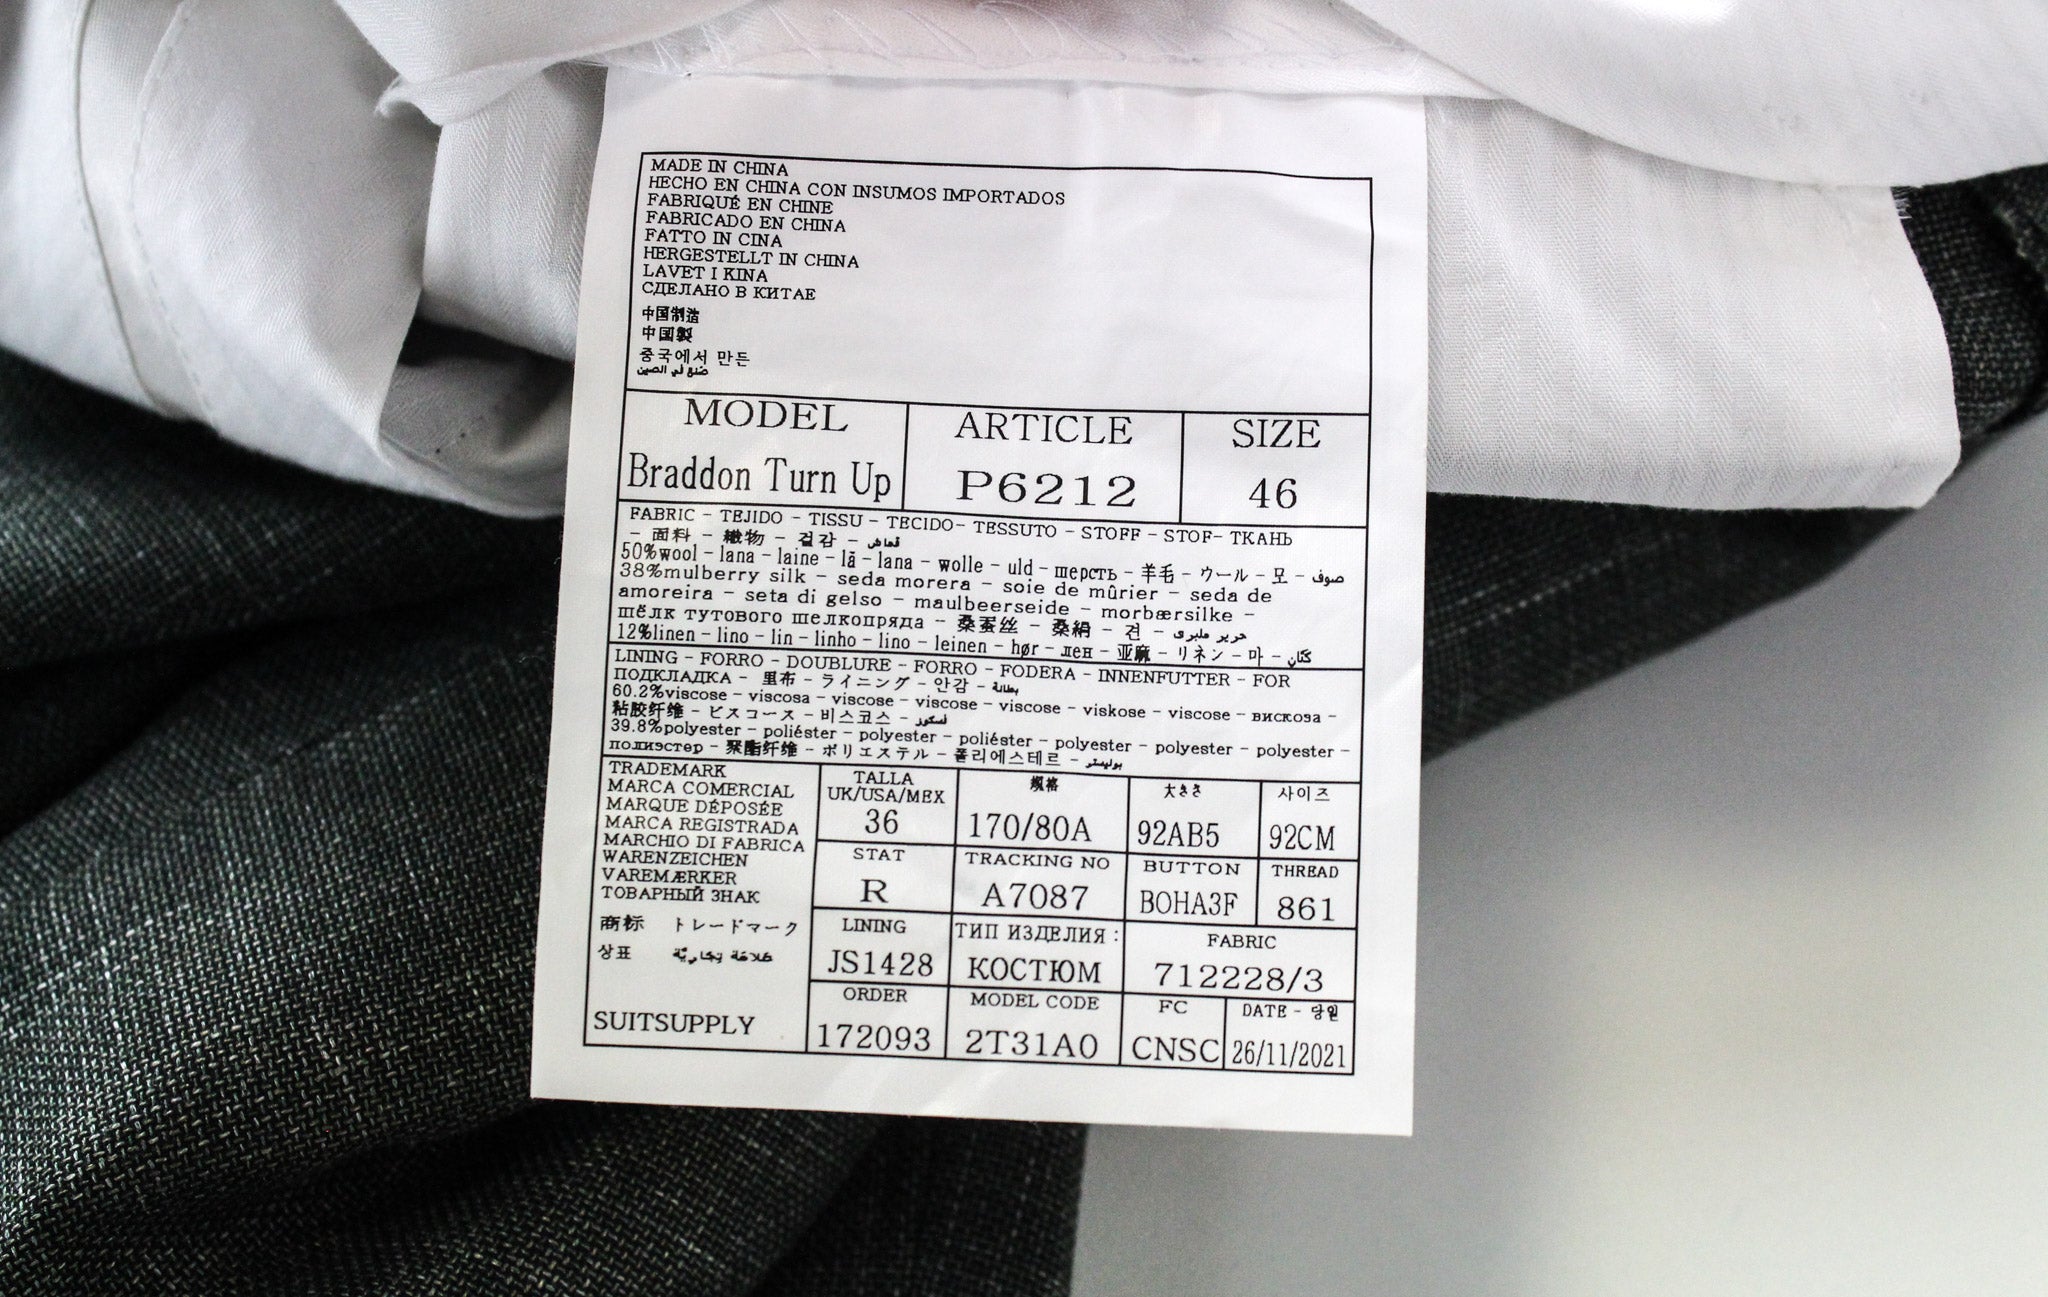 MADE IN CHINA
HECHO EN CHINA CON INSUMOS IMPORTADOS
FABRIQUÉ EN CHINE
FABRICADO EN CHINA
FATTO IN CINA
HERGESTELLT IN CHINA
LAVET I KINA
СДЕЛАНО В КИТАЕ
中国制造
中国製
중국에서 만든
صنع في الصين
MODEL ARTICLE SIZE
Braddon Turn Up P6212 46
FABRIC - TEJIDO - TISSU - TECIDO- TESSUTO - STOFF - STOF- ТКАНЬ
- 面料 - 織物 - 겉감 - قماش
50%wool - lana - laine - lã - lana - wolle - uld - шерсть - 羊毛 - ウール - 모 - صوف
38%mulberry silk - seda morera - soie de mûrier - seda de
amoreira - seta di gelso - maulbeerseide - morbærsilke -
шёлк тутового шелкопряда - 桑蚕丝 - 桑絹 - 견 - حرير ملبري
12%linen - lino - lin - linho - lino - leinen - hør - лен - 亚麻 - リネン - 마 - كتان
LINING - FORRO - DOUBLURE - FORRO - FODERA - INNENFUTTER - FOR
ПОДКЛАДКА - 里布 - ライニング - 안감 - بطانة
60.2%viscose - viscosa - viscose - viscose - viscose - viskose - viscose - вискоза -
粘胶纤维 - ビスコース - 비스코스 - فسكوز
39.8%polyester - poliéster - polyester - poliéster - polyester - polyester - polyester -
полиэстер - 聚酯纤维 - ポリエステル - 폴리에스테르 - بوليستر
TRADEMARK
MARCA COMERCIAL
MARQUE DÉPOSÉE
MARCA REGISTRADA
MARCHIO DI FABRICA
WARENZEICHEN
VAREMÆRKER
ТОВАРНЫЙ ЗНАК
商标 トレードマーク
상표 علامة تجارية
SUITSUPPLY
TALLA
UK/USA/MEX 规格 大きさ 사이즈
36 170/80A 92AB5 92CM
STAT TRACKING NO BUTTON THREAD
R A7087 BOHA3F 861
LINING ТИП ИЗДЕЛИЯ: FABRIC
JS1428 КОСТЮМ 712228/3
ORDER MODEL CODE FC DATE - 당일
172093 2T31A0 CNSC 26/11/2021